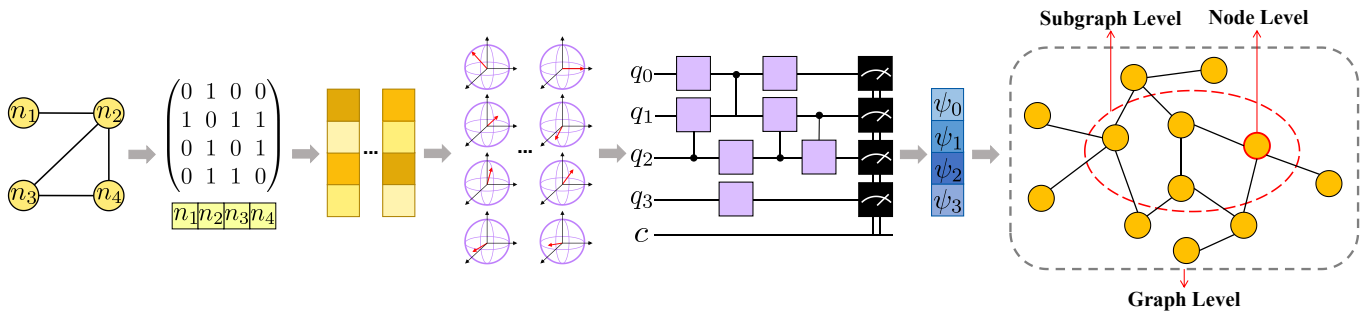 n1 n2
n3 n4
0 1 0 0
1 0 1 1
0 1 0 1
0 1 1 0
n1 n2 n3 n4
...
...
q0
q1
q2
q3
c
ψ0
ψ1
ψ2
ψ3
Subgraph Level
Node Level
Graph Level